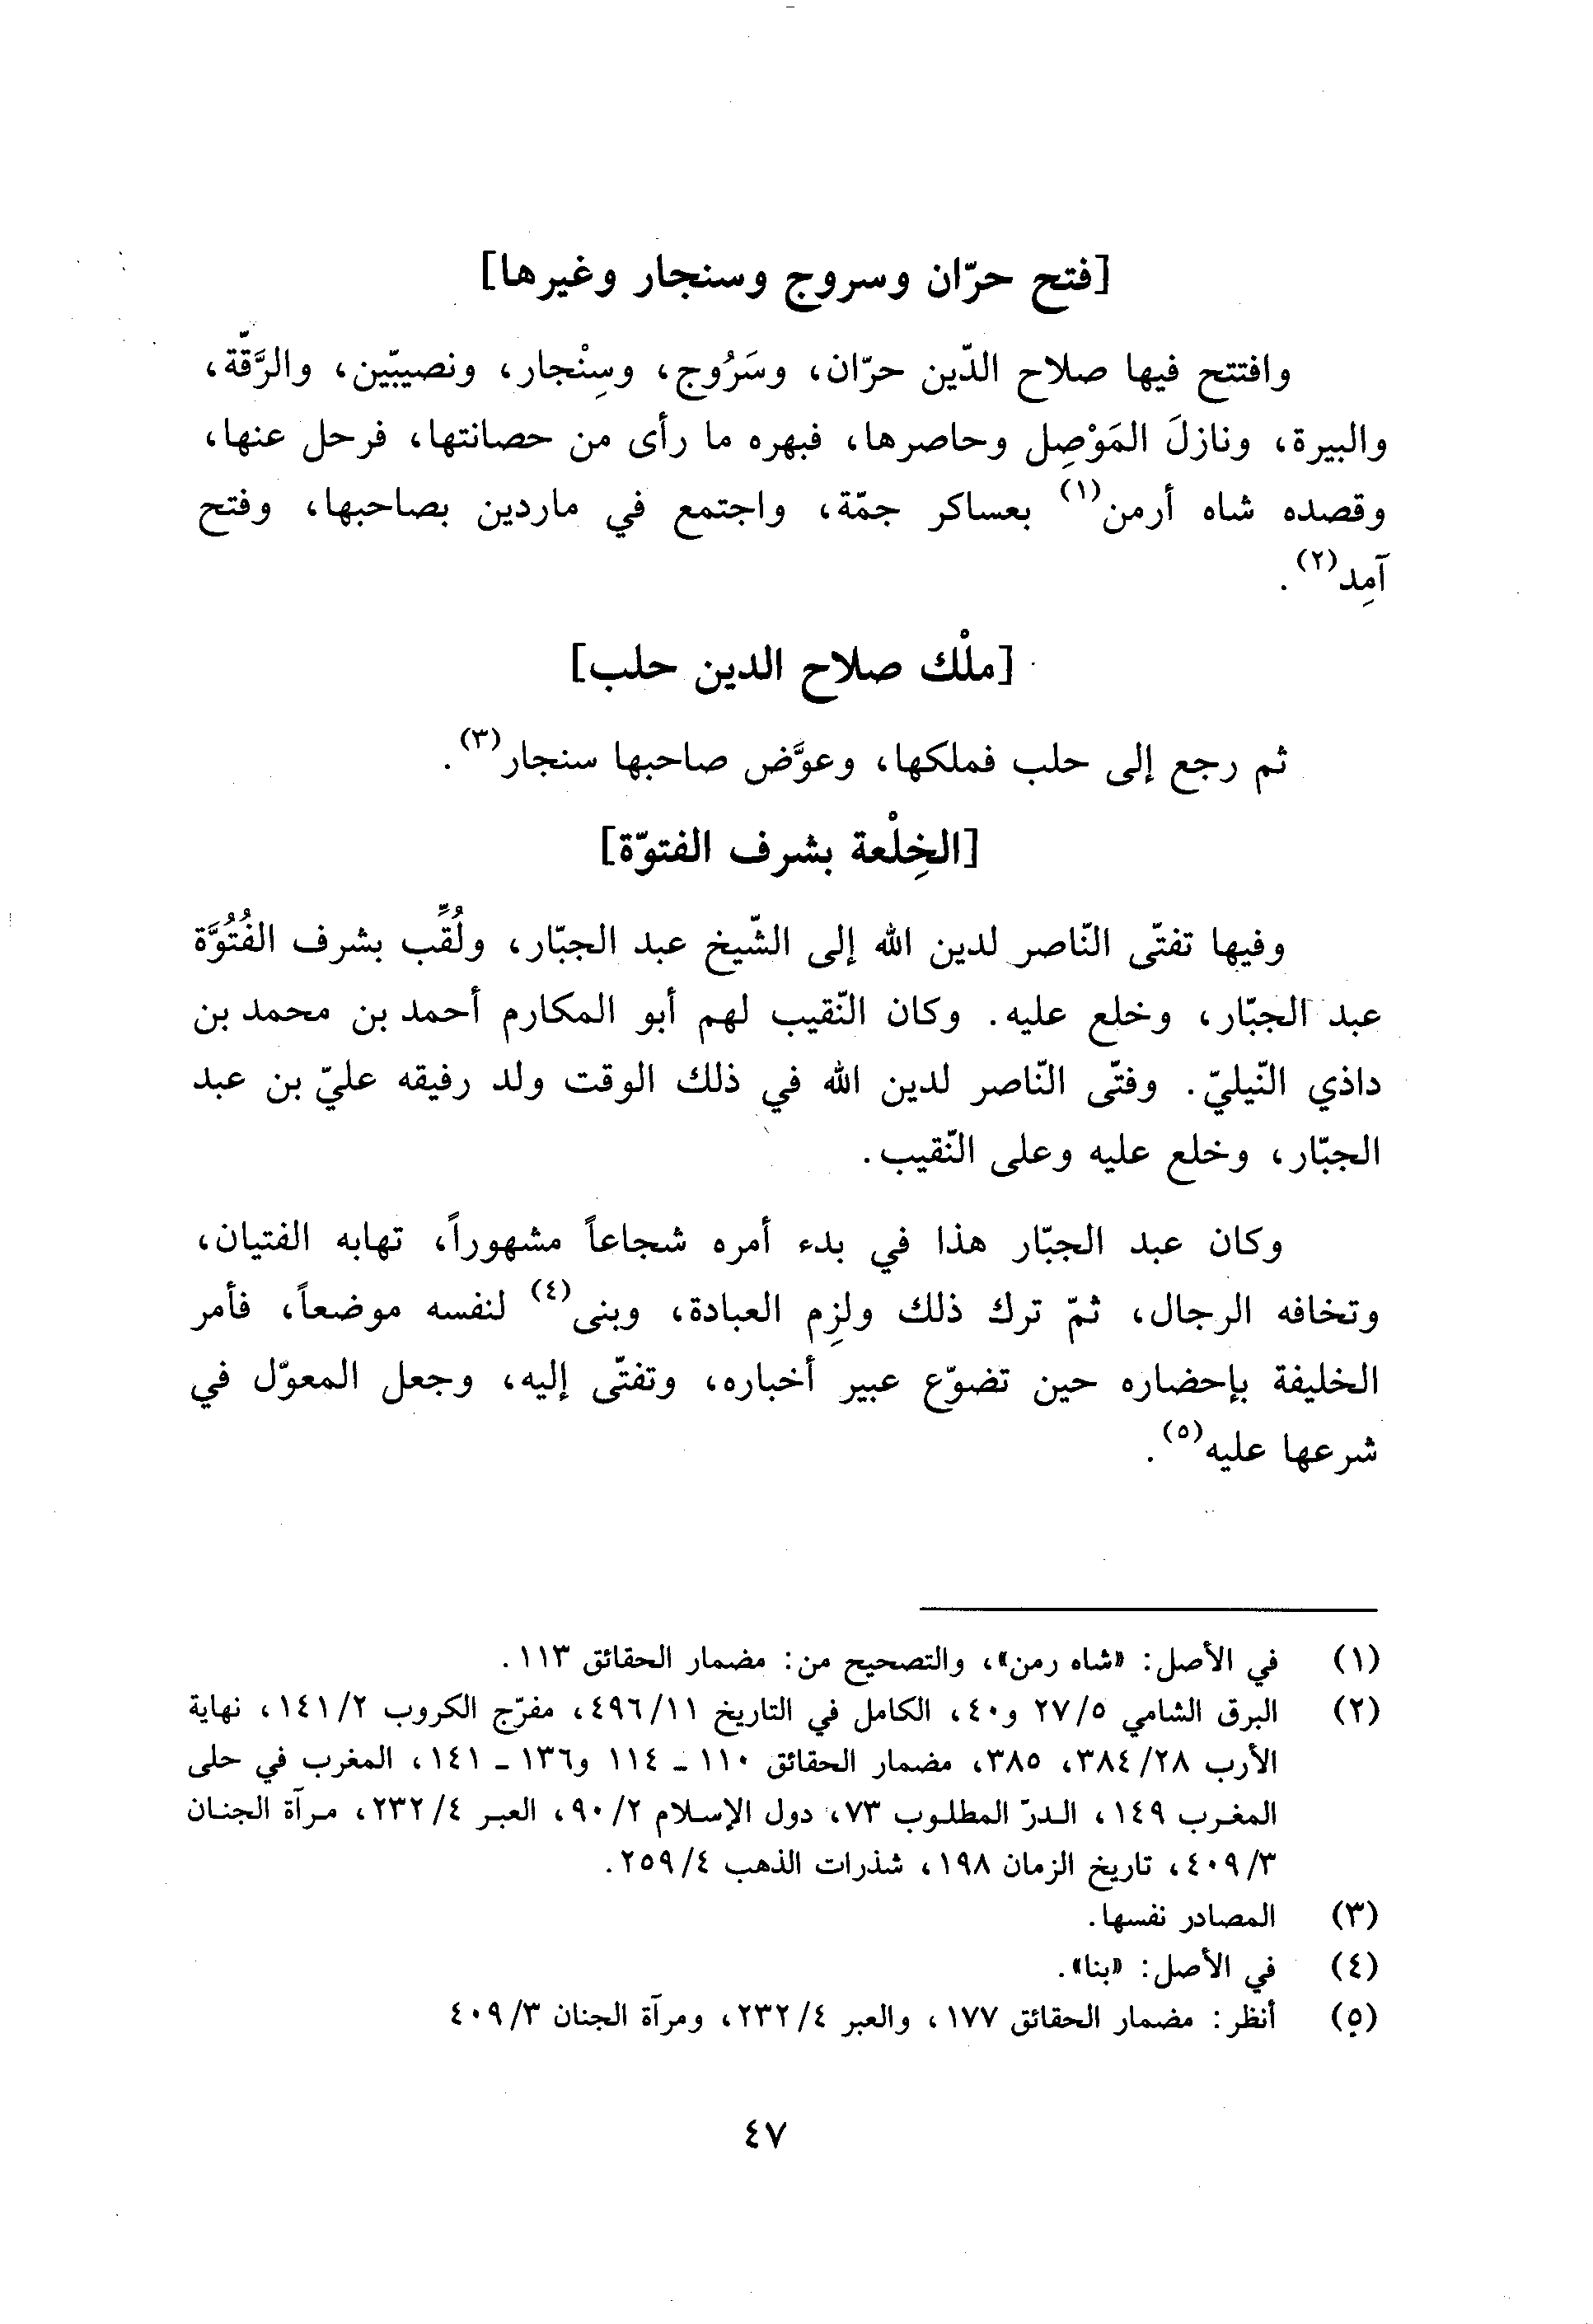 [فتح حرّان وسروج وسنجار وغيرها]
وافتتح فيها صلاح الدّين حرّان، وسَرُوج، وسِنْجار، ونصيبّين، والرَّقّة،
والبيرة، ونازلَ المَوْصِل وحاصرها، فبهره ما رأى من حصانتها، فرحل عنها،
وقصده شاه أرمن(١) بعساكر جمّة، واجتمع في ماردين بصاحبها، وفتح
آمِد(٢).
[ملْك صلاح الدين حلب]
ثم رجع إلى حلب فملكها، وعوَّض صاحبها سنجار(٣).
[الخِلْعة بشرف الفتوّة]
وفيها تفتّى النّاصر لدين الله إلى الشّيخ عبد الجبّار، ولُقِّب بشرف الفُتُوَّة
عبد الجبّار، وخلع عليه. وكان النّقيب لهم أبو المكارم أحمد بن محمد بن
داذي النّيليّ. وفتّى النّاصر لدين الله في ذلك الوقت ولد رفيقه عليّ بن عبد
الجبّار، وخلع عليه وعلى النّقيب.
وكان عبد الجبّار هذا في بدء أمره شجاعاً مشهوراً، تهابه الفتيان،
وتخافه الرجال، ثمّ ترك ذلك ولزِم العبادة، وبنى(٤) لنفسه موضعاً، فأمر
الخليفة بإحضاره حين تضوّع عبير أخباره، وتفتّى إليه، وجعل المعوّل في
شرعها عليه(٥).
(١) في الأصل: «شاه رمن»، والتصحيح من: مضمار الحقائق ١١٣.
(٢) البرق الشامي ٢٧/٥ و٤٠، الكامل في التاريخ ٤٩٦/١١، مفرّج الكروب ١٤١/٢، نهاية
الأرب ٣٨٤/٢٨، ٣٨٥، مضمار الحقائق ١١٠ - ١١٤ و١٣٦ - ١٤١، المغرب في حلى
المغرب ١٤٩، الدرّ المطلوب ٧٣، دول الإسلام ٩٠/٢، العبر ٢٣٢/٤، مرآة الجنان
٤٠٩/٣، تاريخ الزمان ١٩٨، شذرات الذهب ٢٥٩/٤.
(٣) المصادر نفسها.
(٤) في الأصل: «بنا».
(٥) أنظر: مضمار الحقائق ١٧٧، والعبر ٢٣٢/٤، ومرآة الجنان ٤٠٩/٣
٤٧